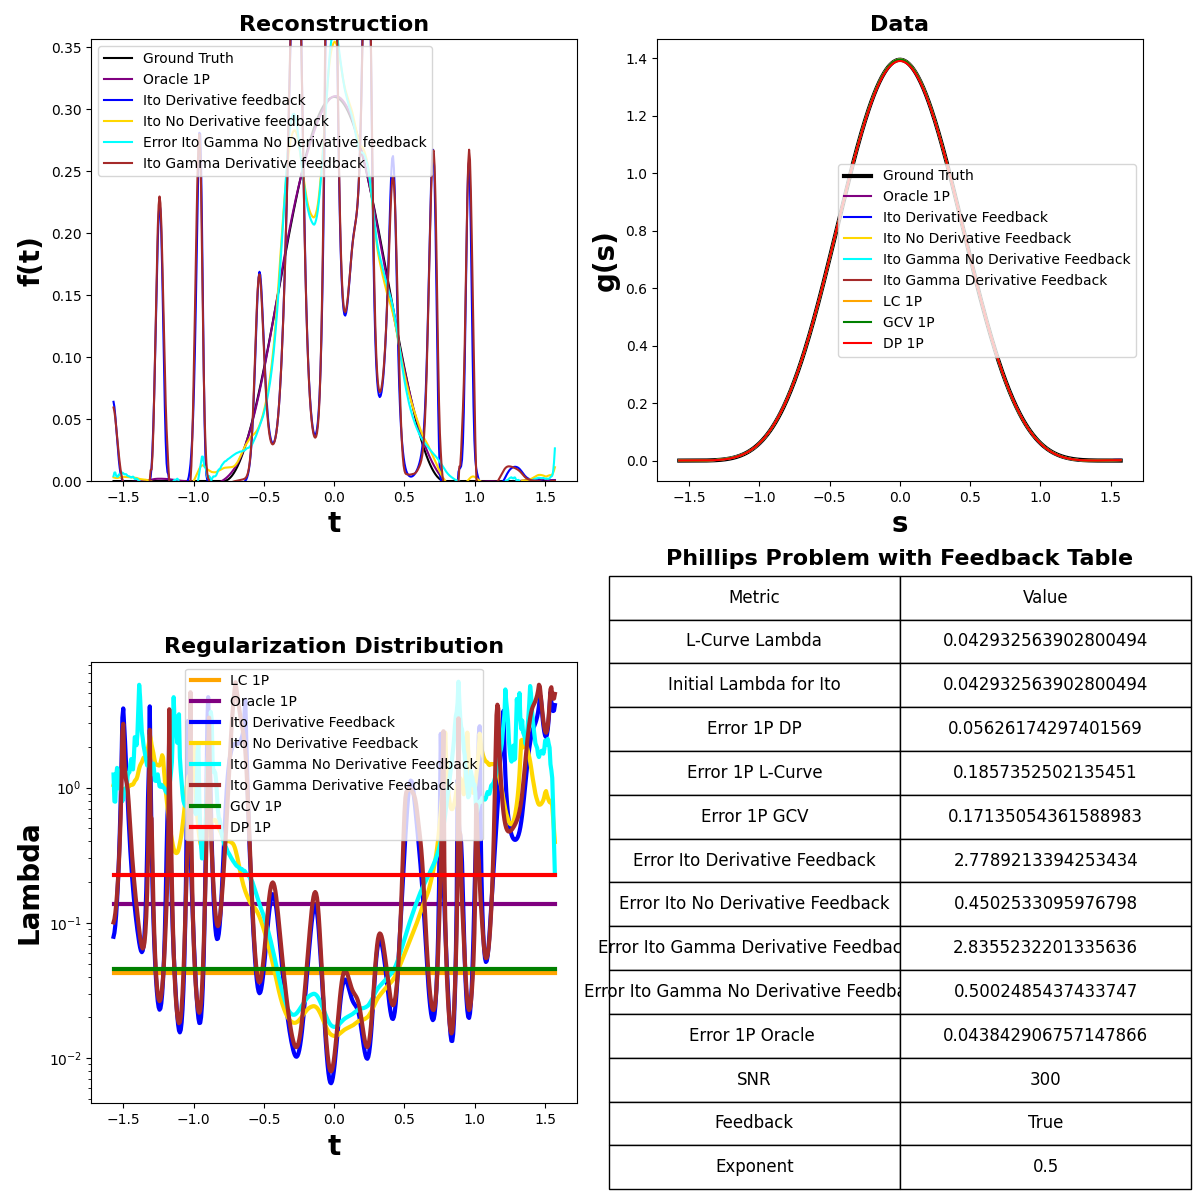 Reconstruction
0.35
0.30
0.25
0.20
0.15
0.10
0.05
0.00
f(t)
Ground Truth
Oracle 1P
Ito Derivative feedback
Ito No Derivative feedback
Error Ito Gamma No Derivative feedback
Ito Gamma Derivative feedback
−1.5 −1.0 −0.5 0.0 0.5 1.0 1.5
t
Data
1.4
1.2
1.0
0.8
0.6
0.4
0.2
0.0
g(s)
Ground Truth
Oracle 1P
Ito Derivative Feedback
Ito No Derivative Feedback
Ito Gamma No Derivative Feedback
Ito Gamma Derivative Feedback
LC 1P
GCV 1P
DP 1P
−1.5 −1.0 −0.5 0.0 0.5 1.0 1.5
s
Regularization Distribution
10⁰
10⁻¹
10⁻²
Lambda
LC 1P
Oracle 1P
Ito Derivative Feedback
Ito No Derivative Feedback
Ito Gamma No Derivative Feedback
Ito Gamma Derivative Feedback
GCV 1P
DP 1P
−1.5 −1.0 −0.5 0.0 0.5 1.0 1.5
t
Phillips Problem with Feedback Table
Metric Value
L-Curve Lambda 0.042932563902800494
Initial Lambda for Ito 0.042932563902800494
Error 1P DP 0.05626174297401569
Error 1P L-Curve 0.1857352502135451
Error 1P GCV 0.17135054361588983
Error Ito Derivative Feedback 2.7789213394253434
Error Ito No Derivative Feedback 0.4502533095976798
Error Ito Gamma Derivative Feedbac 2.8355232201335636
Error Ito Gamma No Derivative Feedba 0.5002485437433747
Error 1P Oracle 0.043842906757147866
SNR 300
Feedback True
Exponent 0.5